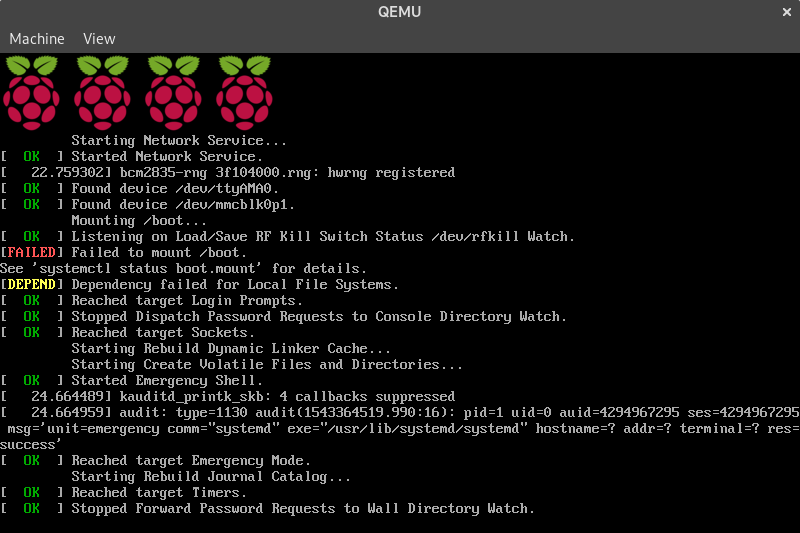 QEMU
Machine View
Starting Network Service...
[  OK  ] Started Network Service.
[   22.759302] bcm2835-rng 3f104000.rng: hwrng registered
[  OK  ] Found device /dev/ttyAMA0.
[  OK  ] Found device /dev/mmcblk0p1.
Mounting /boot...
[  OK  ] Listening on Load/Save RF Kill Switch Status /dev/rfkill Watch.
[FAILED] Failed to mount /boot.
See 'systemctl status boot.mount' for details.
[DEPEND] Dependency failed for Local File Systems.
[  OK  ] Reached target Login Prompts.
[  OK  ] Stopped Dispatch Password Requests to Console Directory Watch.
[  OK  ] Reached target Sockets.
Starting Rebuild Dynamic Linker Cache...
Starting Create Volatile Files and Directories...
[  OK  ] Started Emergency Shell.
[   24.664489] kauditd_printk_skb: 4 callbacks suppressed
[   24.664959] audit: type=1130 audit(1543364519.990:16): pid=1 uid=0 auid=4294967295 ses=4294967295
msg='unit=emergency comm="systemd" exe="/usr/lib/systemd/systemd" hostname=? addr=? terminal=? res=
success'
[  OK  ] Reached target Emergency Mode.
Starting Rebuild Journal Catalog...
[  OK  ] Reached target Timers.
[  OK  ] Stopped Forward Password Requests to Wall Directory Watch.